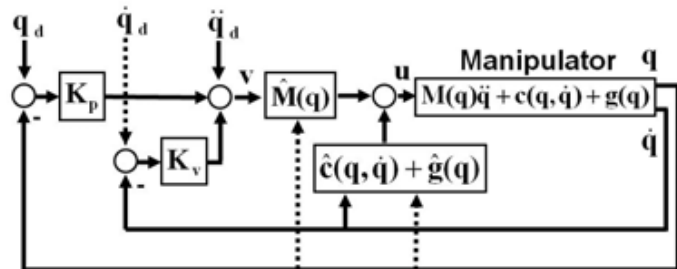 q_d
q̇_d
q̈_d
Manipulator
q
-
K_p
v
M̂(q)
u
M(q)q̈ + c(q, q̇) + g(q)
q̇
-
K_v
ĉ(q, q̇) + ĝ(q)